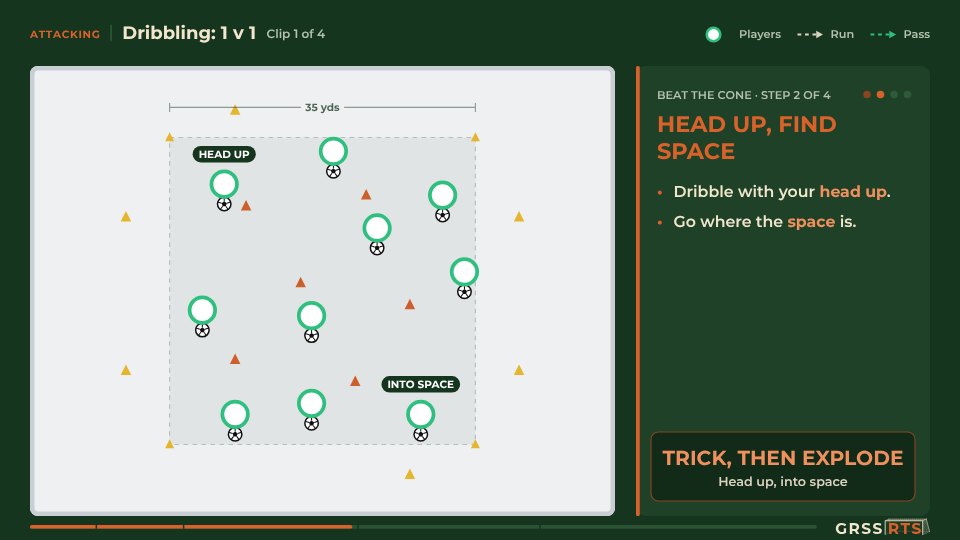 ATTACKING Dribbling: 1 v 1 Clip 1 of 4
Players Run Pass
35 yds
HEAD UP
INTO SPACE
BEAT THE CONE · STEP 2 OF 4
HEAD UP, FIND
SPACE
• Dribble with your head up.
• Go where the space is.
TRICK, THEN EXPLODE
Head up, into space
GRSSRTS